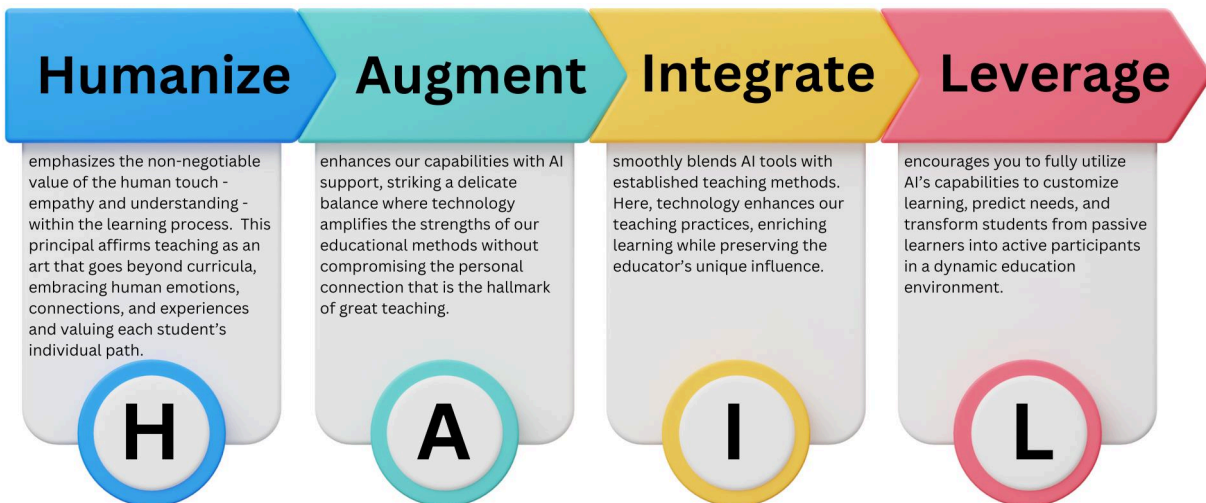 Humanize
emphasizes the non-negotiable
value of the human touch -
empathy and understanding -
within the learning process.  This
principal affirms teaching as an
art that goes beyond curricula,
embracing human emotions,
connections, and experiences
and valuing each student's
individual path.
H
Augment
enhances our capabilities with AI
support, striking a delicate
balance where technology
amplifies the strengths of our
educational methods without
compromising the personal
connection that is the hallmark
of great teaching.
A
Integrate
smoothly blends AI tools with
established teaching methods.
Here, technology enhances our
teaching practices, enriching
learning while preserving the
educator's unique influence.
I
Leverage
encourages you to fully utilize
AI's capabilities to customize
learning, predict needs, and
transform students from passive
learners into active participants
in a dynamic education
environment.
L